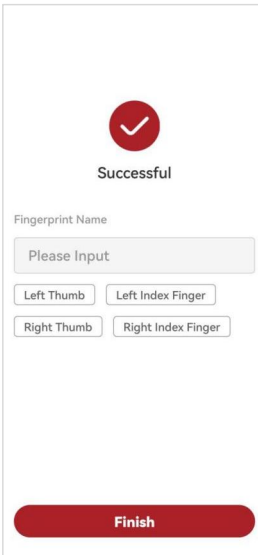 Successful
Fingerprint Name
Please Input
Left Thumb Left Index Finger
Right Thumb Right Index Finger
Finish